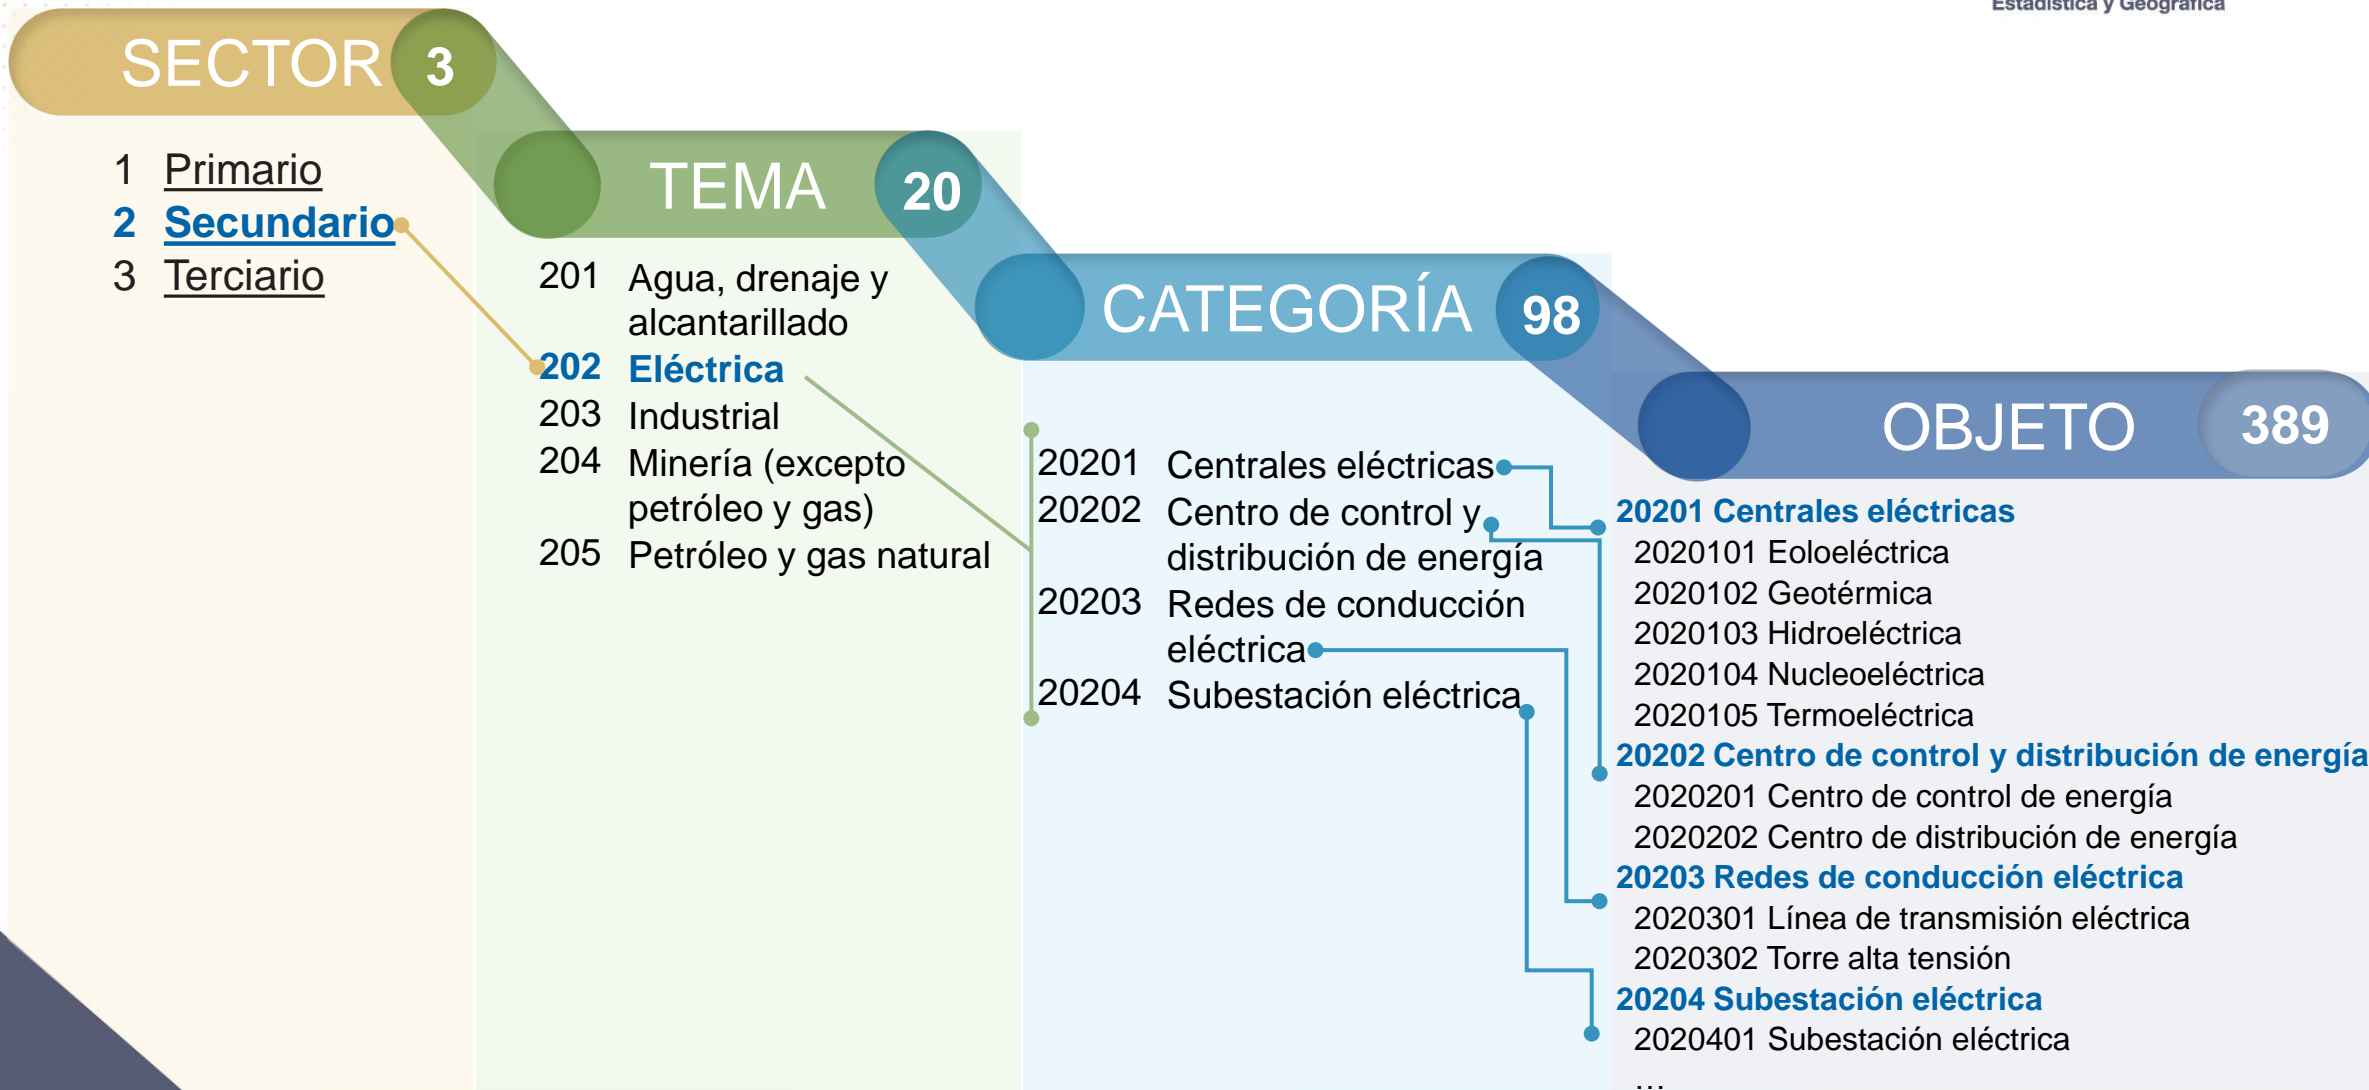 Estadística y Geográfica
SECTOR 3
1 Primario
2 Secundario
3 Terciario
TEMA 20
201 Agua, drenaje y
alcantarillado
202 Eléctrica
203 Industrial
204 Minería (excepto
petróleo y gas)
205 Petróleo y gas natural
CATEGORÍA 98
20201 Centrales eléctricas
20202 Centro de control y
distribución de energía
20203 Redes de conducción
eléctrica
20204 Subestación eléctrica
OBJETO 389
20201 Centrales eléctricas
2020101 Eoloeléctrica
2020102 Geotérmica
2020103 Hidroeléctrica
2020104 Nucleoeléctrica
2020105 Termoeléctrica
20202 Centro de control y distribución de energía
2020201 Centro de control de energía
2020202 Centro de distribución de energía
20203 Redes de conducción eléctrica
2020301 Línea de transmisión eléctrica
2020302 Torre alta tensión
20204 Subestación eléctrica
2020401 Subestación eléctrica
...